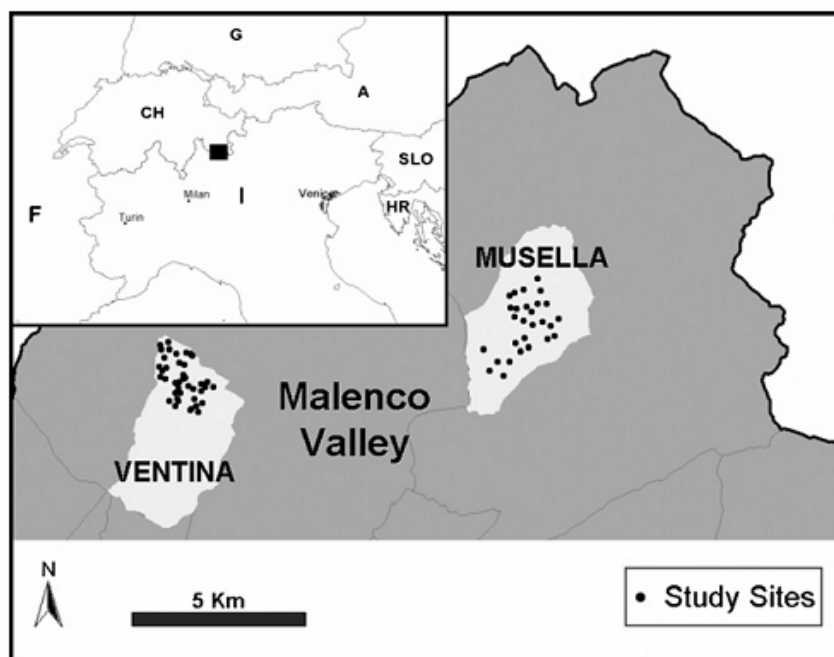 G
A
CH
SLO
Milan
I
Venice
HR
F
Turin
MUSELLA
Malenco
Valley
VENTINA
N
5 Km
Study Sites